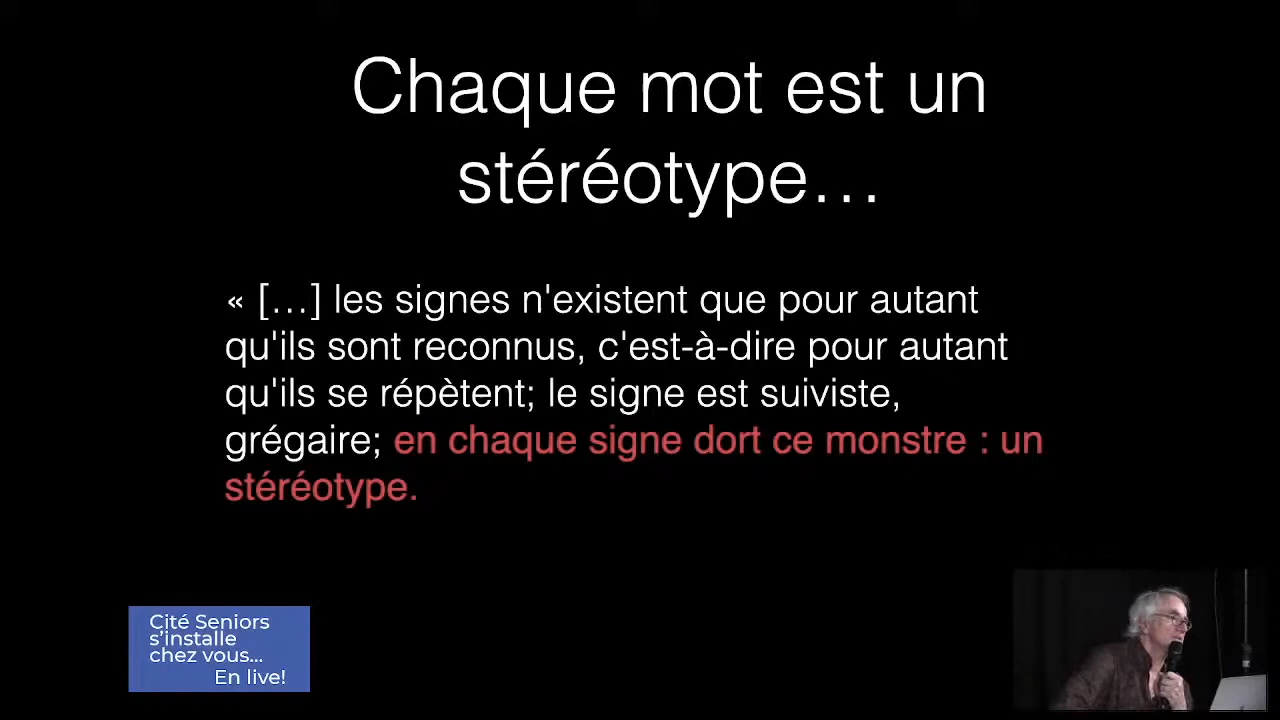 Chaque mot est un
stéréotype…
« […] les signes n'existent que pour autant
qu'ils sont reconnus, c'est-à-dire pour autant
qu'ils se répètent; le signe est suiviste,
grégaire; en chaque signe dort ce monstre : un
stéréotype.
Cité Seniors
s’installe
chez vous...
En live!